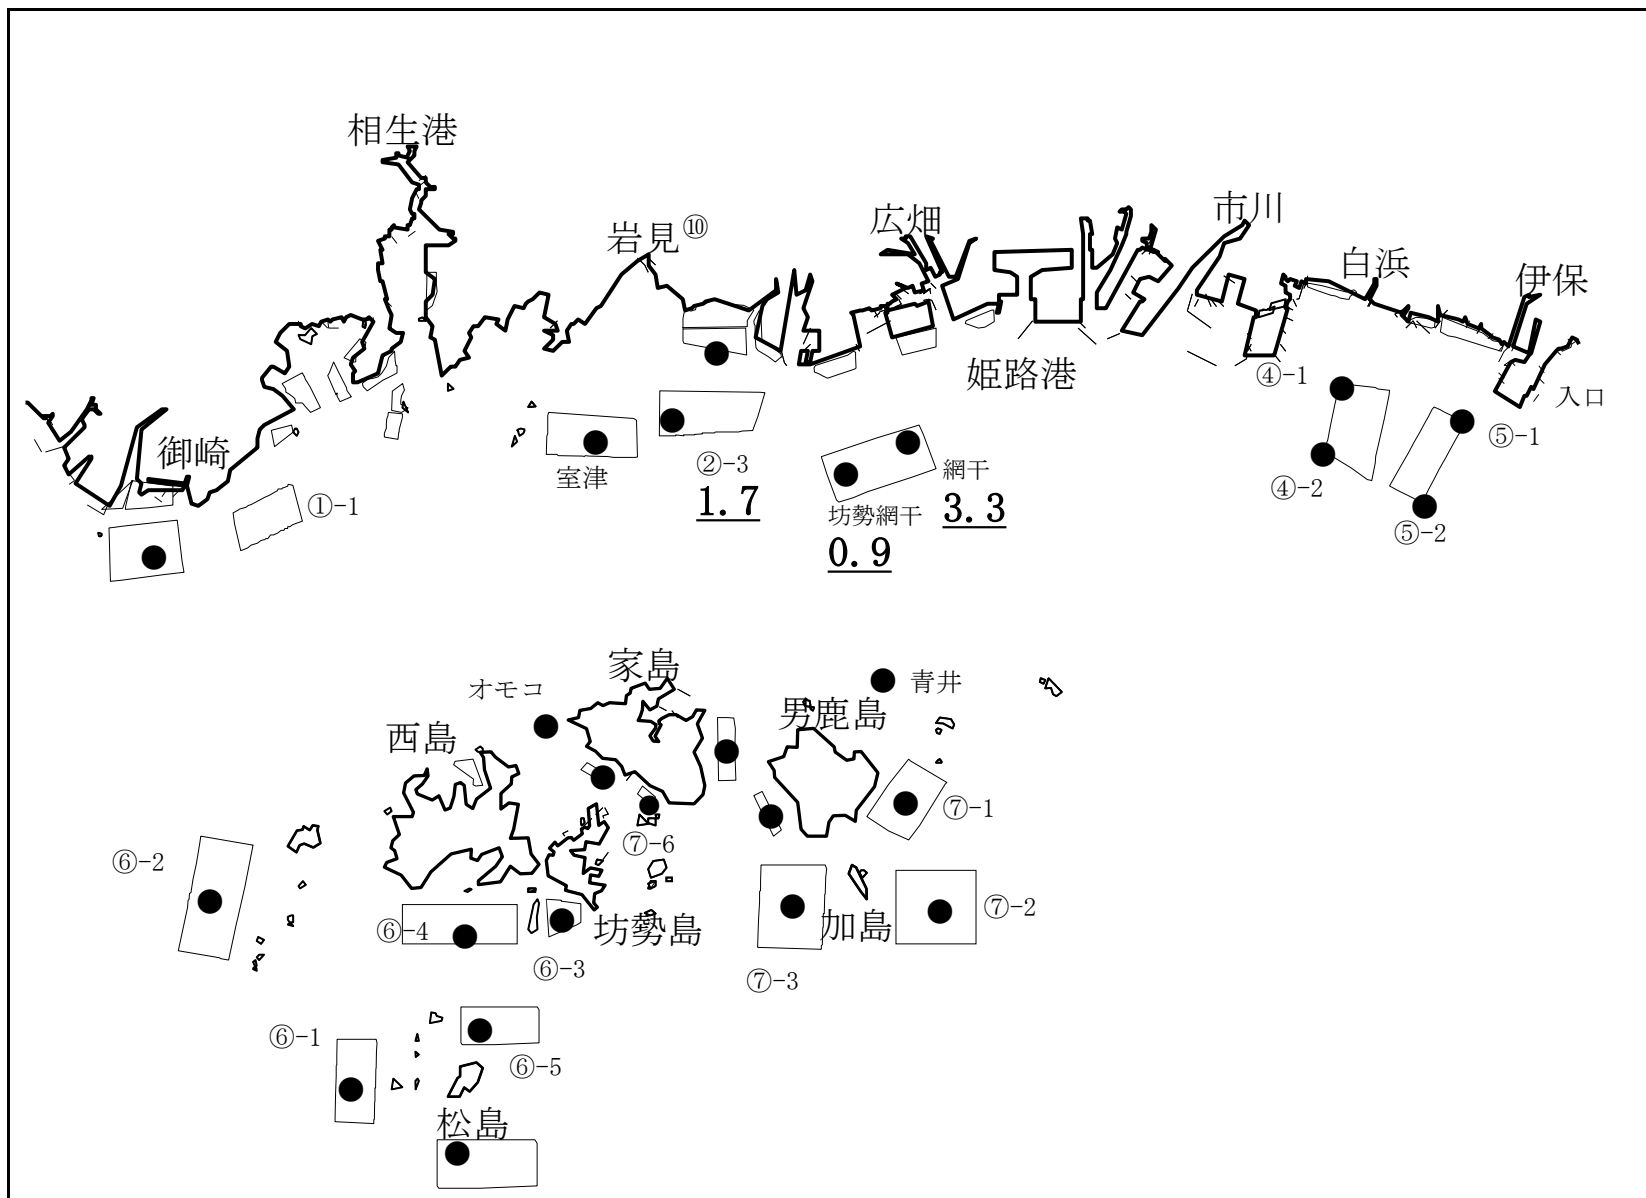 相生港
岩見⑩
広畑
市川
白浜
伊保
姫路港
④-1
入口
御崎
①-1
室津
②-3
1.7
網干
3.3
坊勢網干
0.9
④-2
⑤-1
⑤-2
家島
オモコ
青井
西島
男鹿島
⑦-1
⑦-6
⑥-2
⑥-4
坊勢島
加島
⑦-2
⑥-3
⑦-3
⑥-1
⑥-5
松島